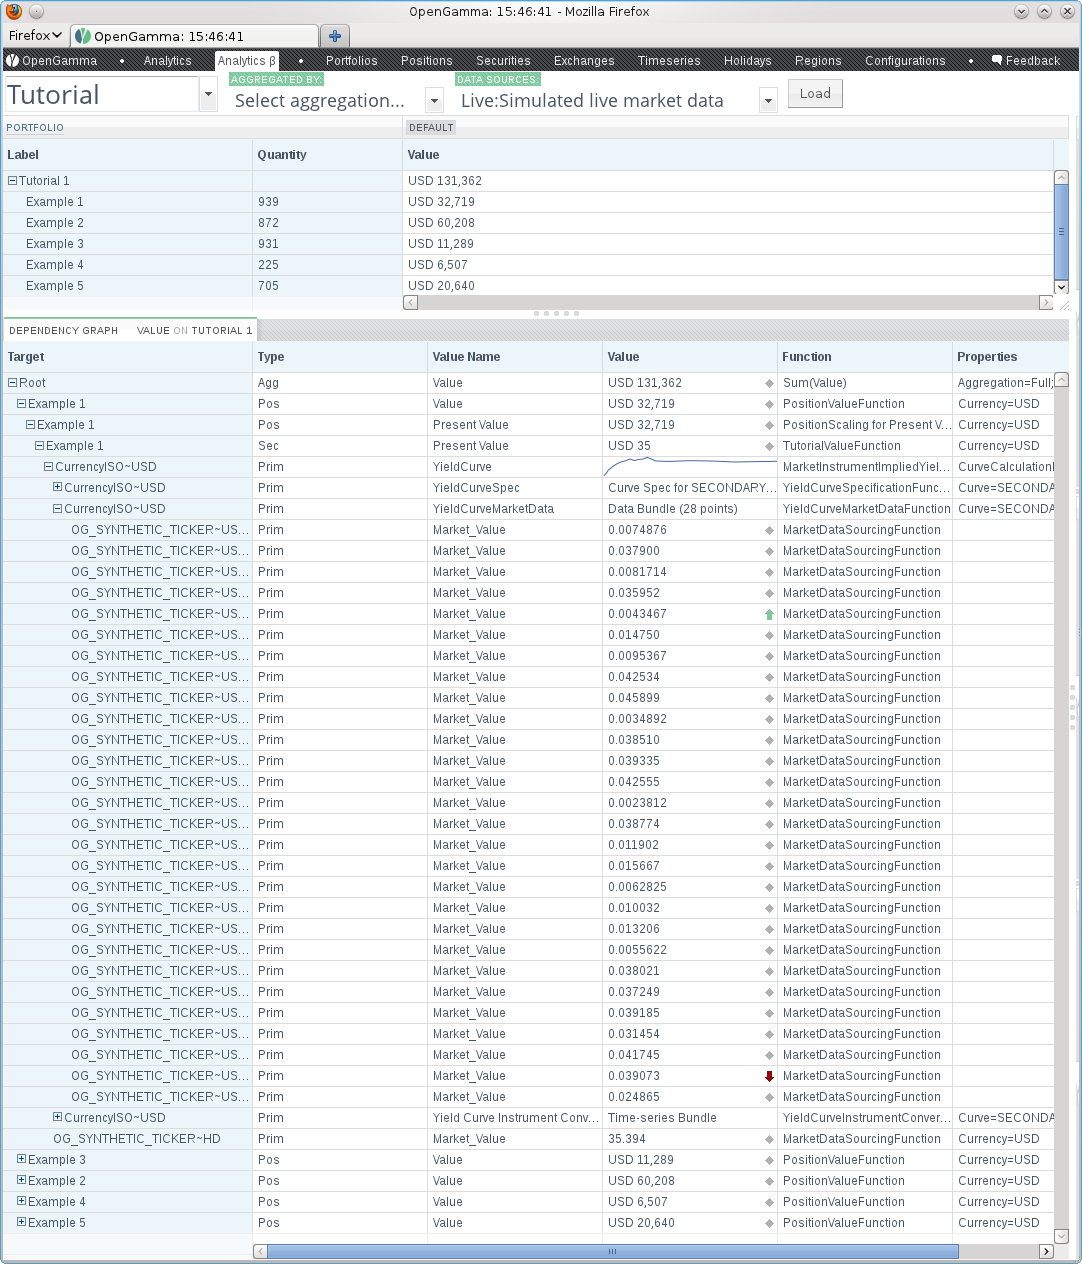 OpenGamma: 15:46:41 - Mozilla Firefox
Firefox OpenGamma: 15:46:41
OpenGamma • Analytics Analytics β • Portfolios Positions Securities Exchanges Timeseries Holidays Regions Configurations • Feedback
AGGREGATED BY: DATA SOURCES:
Tutorial Select aggregation... Live:Simulated live market data Load
PORTFOLIO DEFAULT
Label Quantity Value
Tutorial 1 USD 131,362
Example 1 939 USD 32,719
Example 2 872 USD 60,208
Example 3 931 USD 11,289
Example 4 225 USD 6,507
Example 5 705 USD 20,640
DEPENDENCY GRAPH VALUE ON TUTORIAL 1
Target Type Value Name Value Function Properties
Root Agg Value USD 131,362 Sum(Value) Aggregation=Full;
Example 1 Pos Value USD 32,719 PositionValueFunction Currency=USD
Example 1 Pos Present Value USD 32,719 PositionScaling for Present V... Currency=USD
Example 1 Sec Present Value USD 35 TutorialValueFunction Currency=USD
CurrencyISO~USD Prim YieldCurve MarketInstrumentImpliedYiel... CurveCalculation
CurrencyISO~USD Prim YieldCurveSpec Curve Spec for SECONDARY... YieldCurveSpecificationFunc... Curve=SECONDA
CurrencyISO~USD Prim YieldCurveMarketData Data Bundle (28 points) YieldCurveMarketDataFunction Curve=SECONDA
OG_SYNTHETIC_TICKER~US... Prim Market_Value 0.0074876 MarketDataSourcingFunction
OG_SYNTHETIC_TICKER~US... Prim Market_Value 0.037900 MarketDataSourcingFunction
OG_SYNTHETIC_TICKER~US... Prim Market_Value 0.0081714 MarketDataSourcingFunction
OG_SYNTHETIC_TICKER~US... Prim Market_Value 0.035952 MarketDataSourcingFunction
OG_SYNTHETIC_TICKER~US... Prim Market_Value 0.0043467 MarketDataSourcingFunction
OG_SYNTHETIC_TICKER~US... Prim Market_Value 0.014750 MarketDataSourcingFunction
OG_SYNTHETIC_TICKER~US... Prim Market_Value 0.0095367 MarketDataSourcingFunction
OG_SYNTHETIC_TICKER~US... Prim Market_Value 0.042534 MarketDataSourcingFunction
OG_SYNTHETIC_TICKER~US... Prim Market_Value 0.045899 MarketDataSourcingFunction
OG_SYNTHETIC_TICKER~US... Prim Market_Value 0.0034892 MarketDataSourcingFunction
OG_SYNTHETIC_TICKER~US... Prim Market_Value 0.038510 MarketDataSourcingFunction
OG_SYNTHETIC_TICKER~US... Prim Market_Value 0.039335 MarketDataSourcingFunction
OG_SYNTHETIC_TICKER~US... Prim Market_Value 0.042555 MarketDataSourcingFunction
OG_SYNTHETIC_TICKER~US... Prim Market_Value 0.0023812 MarketDataSourcingFunction
OG_SYNTHETIC_TICKER~US... Prim Market_Value 0.038774 MarketDataSourcingFunction
OG_SYNTHETIC_TICKER~US... Prim Market_Value 0.011902 MarketDataSourcingFunction
OG_SYNTHETIC_TICKER~US... Prim Market_Value 0.015667 MarketDataSourcingFunction
OG_SYNTHETIC_TICKER~US... Prim Market_Value 0.0062825 MarketDataSourcingFunction
OG_SYNTHETIC_TICKER~US... Prim Market_Value 0.010032 MarketDataSourcingFunction
OG_SYNTHETIC_TICKER~US... Prim Market_Value 0.013206 MarketDataSourcingFunction
OG_SYNTHETIC_TICKER~US... Prim Market_Value 0.0055622 MarketDataSourcingFunction
OG_SYNTHETIC_TICKER~US... Prim Market_Value 0.038021 MarketDataSourcingFunction
OG_SYNTHETIC_TICKER~US... Prim Market_Value 0.037249 MarketDataSourcingFunction
OG_SYNTHETIC_TICKER~US... Prim Market_Value 0.039185 MarketDataSourcingFunction
OG_SYNTHETIC_TICKER~US... Prim Market_Value 0.031454 MarketDataSourcingFunction
OG_SYNTHETIC_TICKER~US... Prim Market_Value 0.041745 MarketDataSourcingFunction
OG_SYNTHETIC_TICKER~US... Prim Market_Value 0.039073 MarketDataSourcingFunction
OG_SYNTHETIC_TICKER~US... Prim Market_Value 0.024865 MarketDataSourcingFunction
CurrencyISO~USD Prim Yield Curve Instrument Conv... Time-series Bundle YieldCurveInstrumentConver... Curve=SECONDA
OG_SYNTHETIC_TICKER~HD Prim Market_Value 35.394 MarketDataSourcingFunction Currency=USD
Example 3 Pos Value USD 11,289 PositionValueFunction Currency=USD
Example 2 Pos Value USD 60,208 PositionValueFunction Currency=USD
Example 4 Pos Value USD 6,507 PositionValueFunction Currency=USD
Example 5 Pos Value USD 20,640 PositionValueFunction Currency=USD